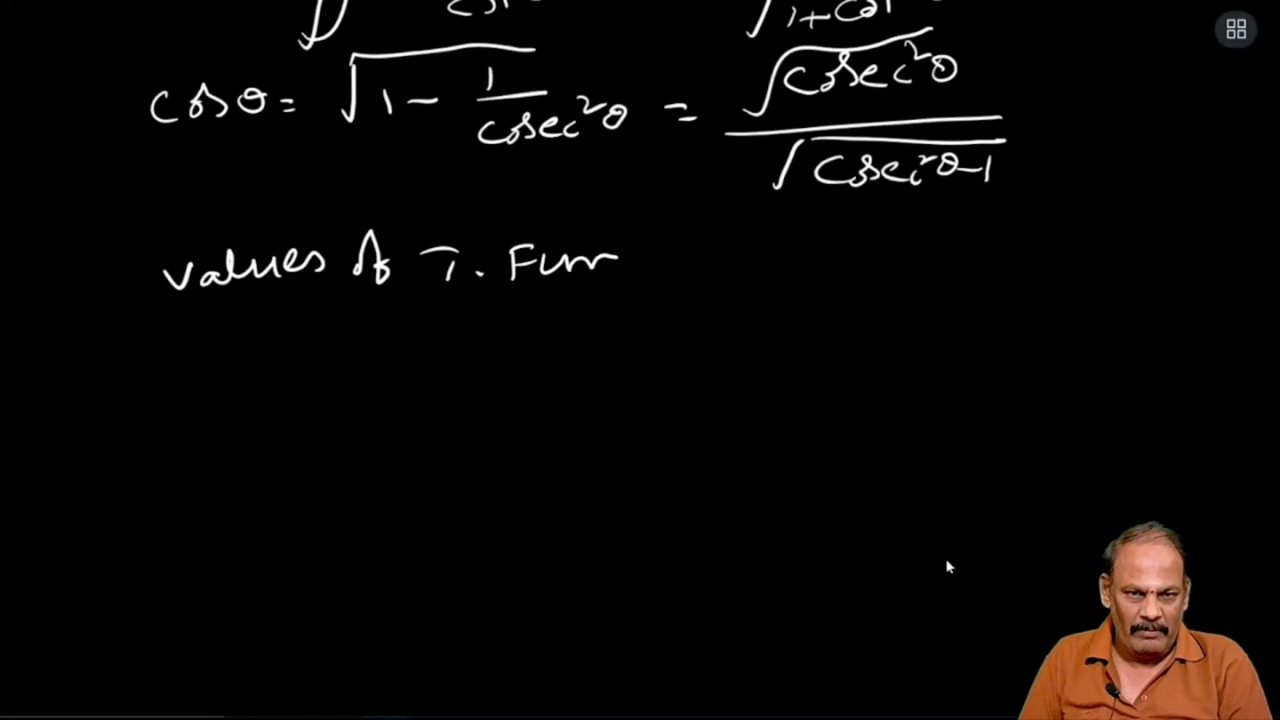 cosθ = √1 - 1/cosec²θ = √cosec²θ/√cosec²θ-1
values of T. Fun